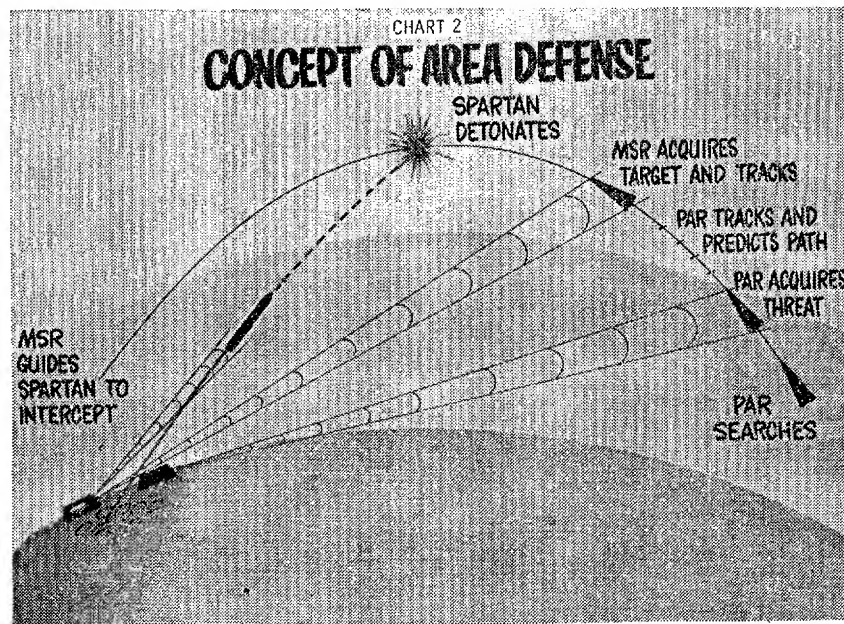 CHART 2
CONCEPT OF AREA DEFENSE
SPARTAN
DETONATES
MSR ACQUIRES
TARGET AND TRACKS
PAR TRACKS AND
PREDICTS PATH
PAR ACQUIRES
THREAT
PAR
SEARCHES
MSR
GUIDES
SPARTAN TO
INTERCEPT